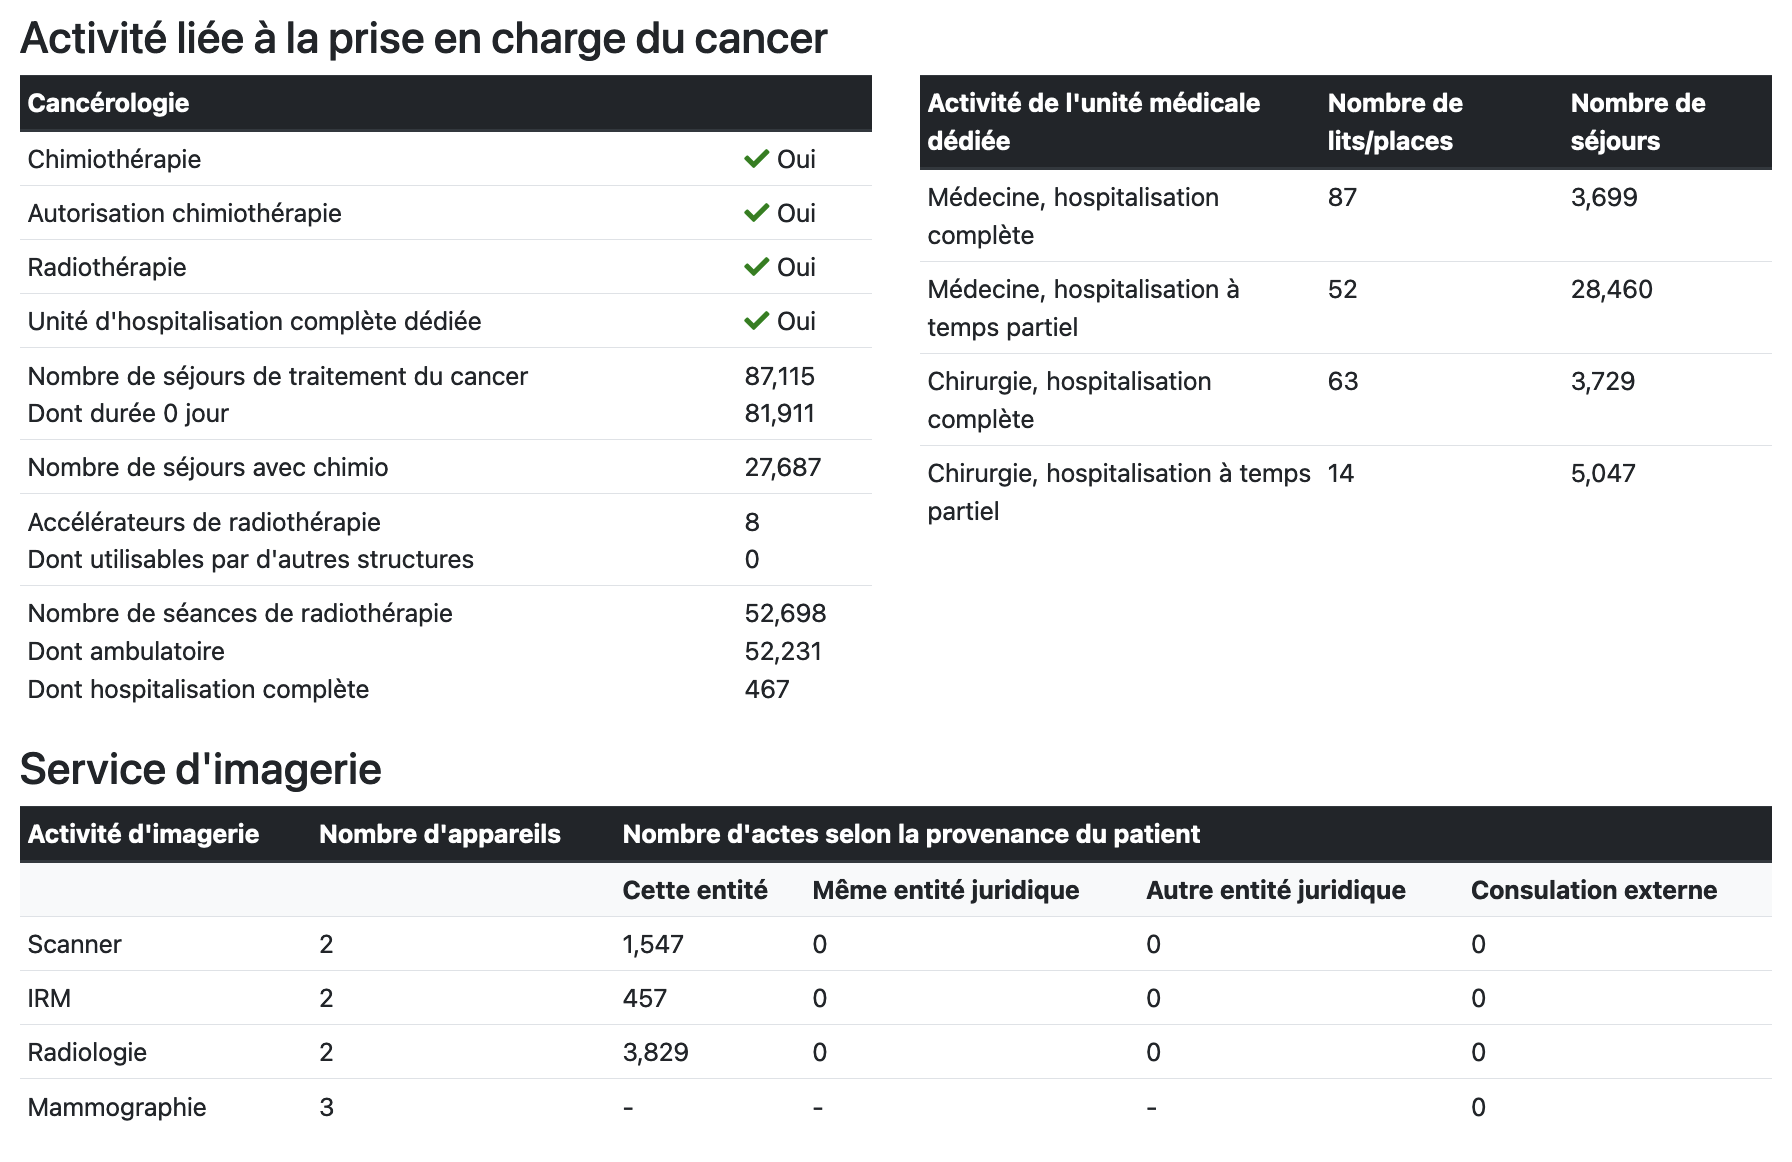 Activité liée à la prise en charge du cancer
Cancérologie
Chimiothérapie Oui
Autorisation chimiothérapie Oui
Radiothérapie Oui
Unité d'hospitalisation complète dédiée Oui
Nombre de séjours de traitement du cancer 87,115
Dont durée 0 jour 81,911
Nombre de séjours avec chimio 27,687
Accélérateurs de radiothérapie 8
Dont utilisables par d'autres structures 0
Nombre de séances de radiothérapie 52,698
Dont ambulatoire 52,231
Dont hospitalisation complète 467
Activité de l'unité médicale Nombre de Nombre de
dédiée lits/places séjours
Médecine, hospitalisation 87 3,699
complète
Médecine, hospitalisation à 52 28,460
temps partiel
Chirurgie, hospitalisation 63 3,729
complète
Chirurgie, hospitalisation à temps 14 5,047
partiel
Service d'imagerie
Activité d'imagerie Nombre d'appareils Nombre d'actes selon la provenance du patient
Cette entité Même entité juridique Autre entité juridique Consulation externe
Scanner 2 1,547 0 0 0
IRM 2 457 0 0 0
Radiologie 2 3,829 0 0 0
Mammographie 3 - - - 0